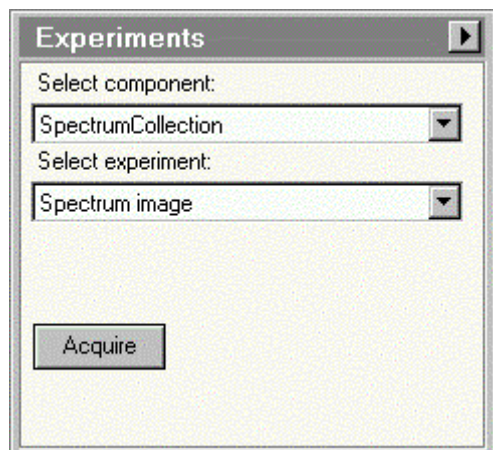 Experiments
Select component:
SpectrumCollection
Select experiment:
Spectrum image
Acquire